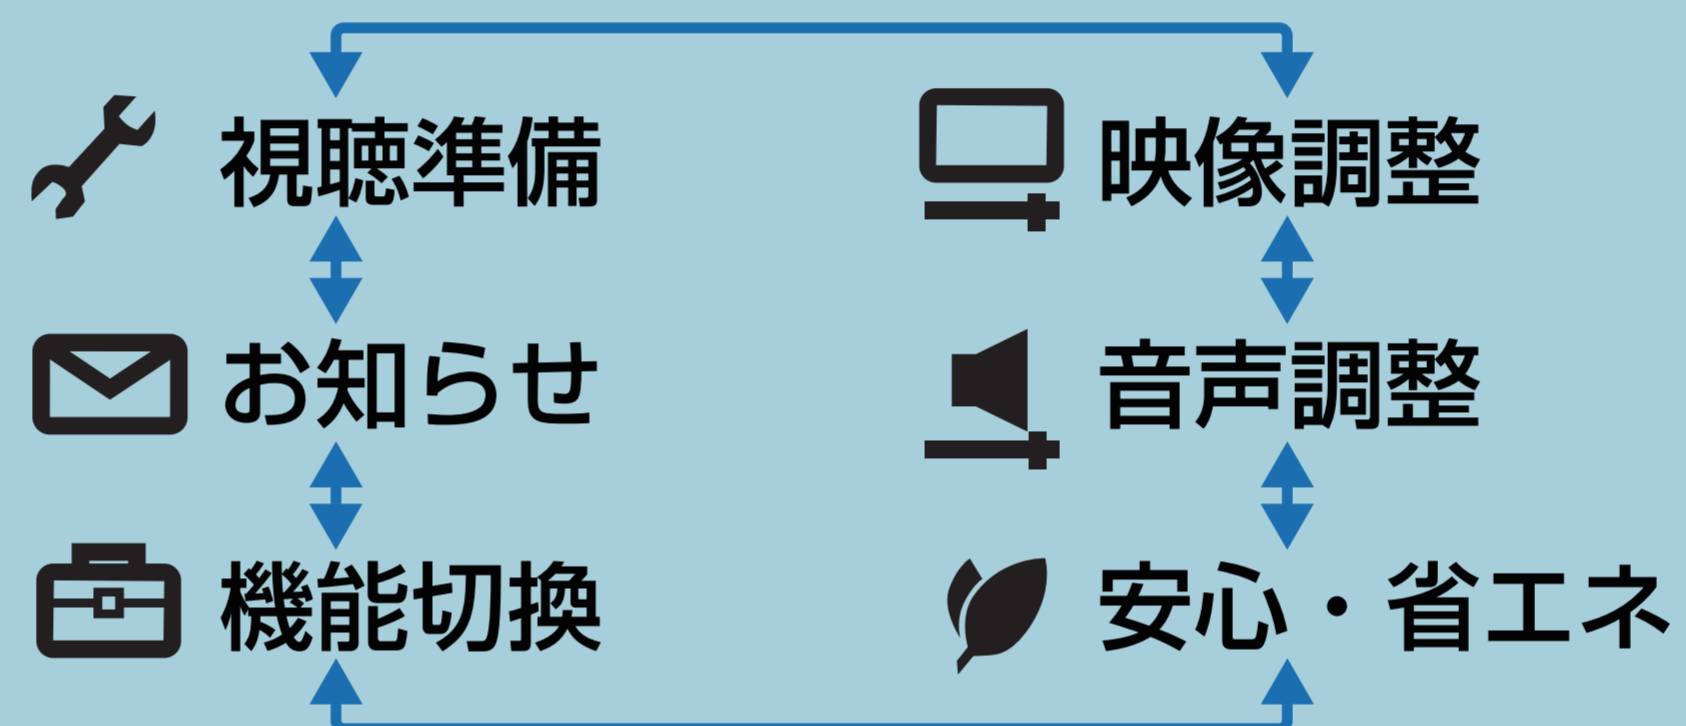 視聴準備
お知らせ
機能切換
映像調整
音声調整
安心・省エネ